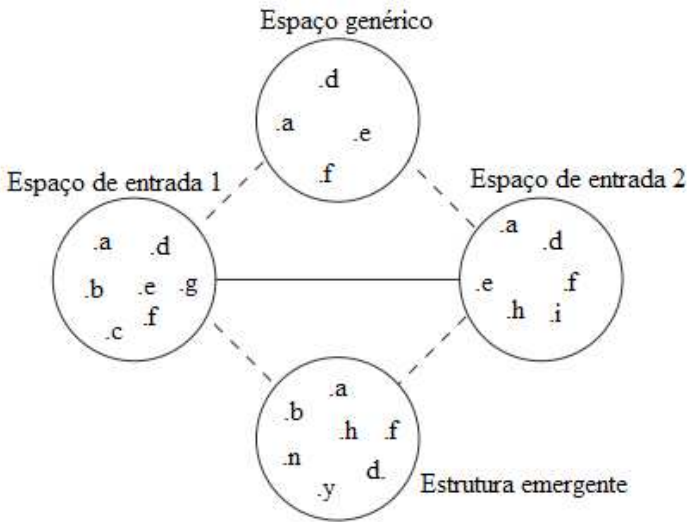 Espaço genérico
.d
.a
.e
.f
Espaço de entrada 1
.a
.d
.b
.e
.g
.f
.c
Espaço de entrada 2
.a
.d
.e
.f
.h
.i
.a
.b
.h
.f
.n
d.
.y
Estrutura emergente